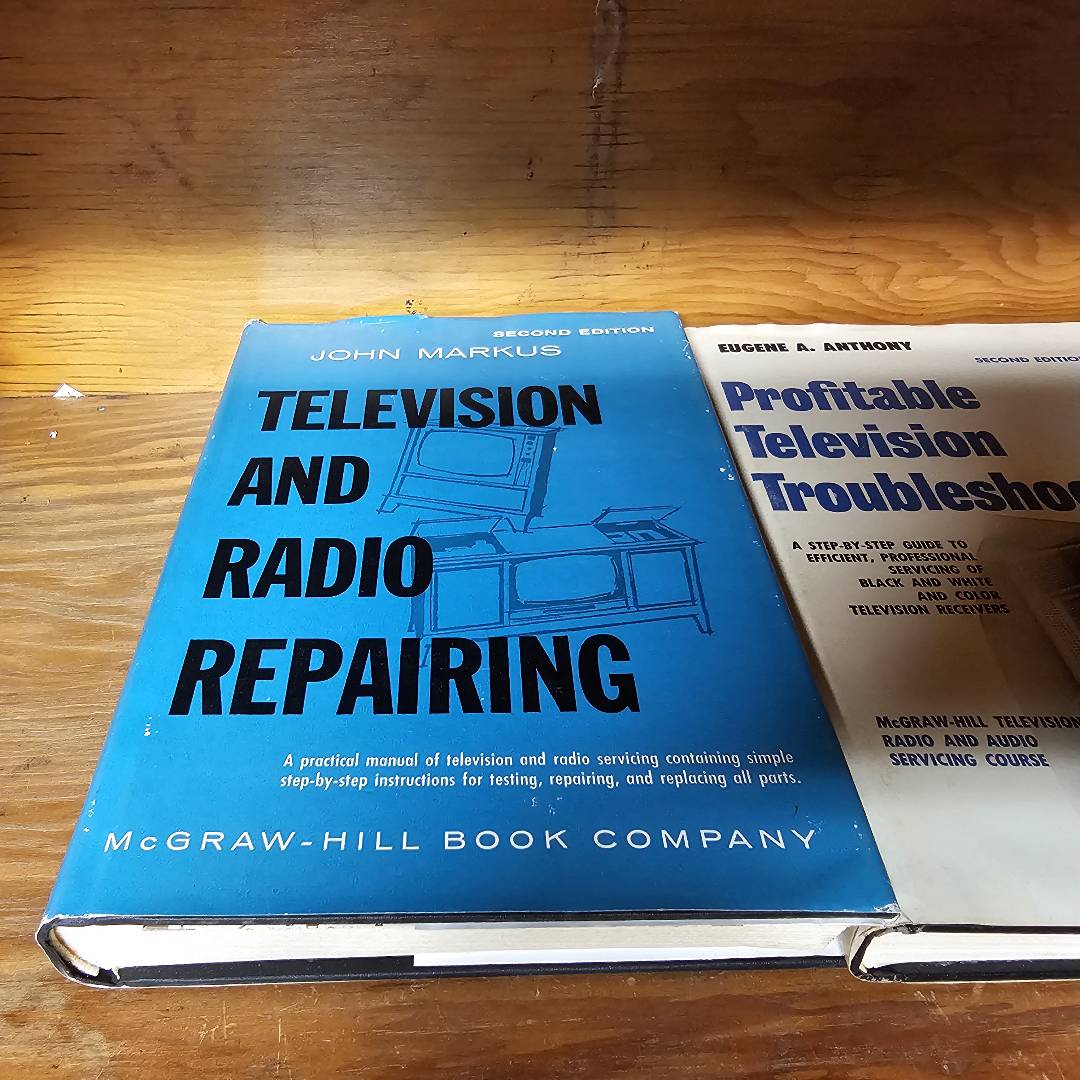 SECOND EDITION
JOHN MARKUS
TELEVISION
AND
RADIO
REPAIRING
A practical manual of television and radio servicing containing simple
step-by-step instructions for testing, repairing, and replacing all parts.
McGRAW-HILL BOOK COMPANY
EUGENE A. ANTHONY
SECOND EDITION
Profitable
Television
Troubleshoo
A STEP-BY-STEP GUIDE TO
EFFICIENT, PROFESSIONAL
SERVICING OF
BLACK AND WHITE
AND COLOR
TELEVISION RECEIVERS
McGRAW-HILL TELEVISION
RADIO AND AUDIO
SERVICING COURSE